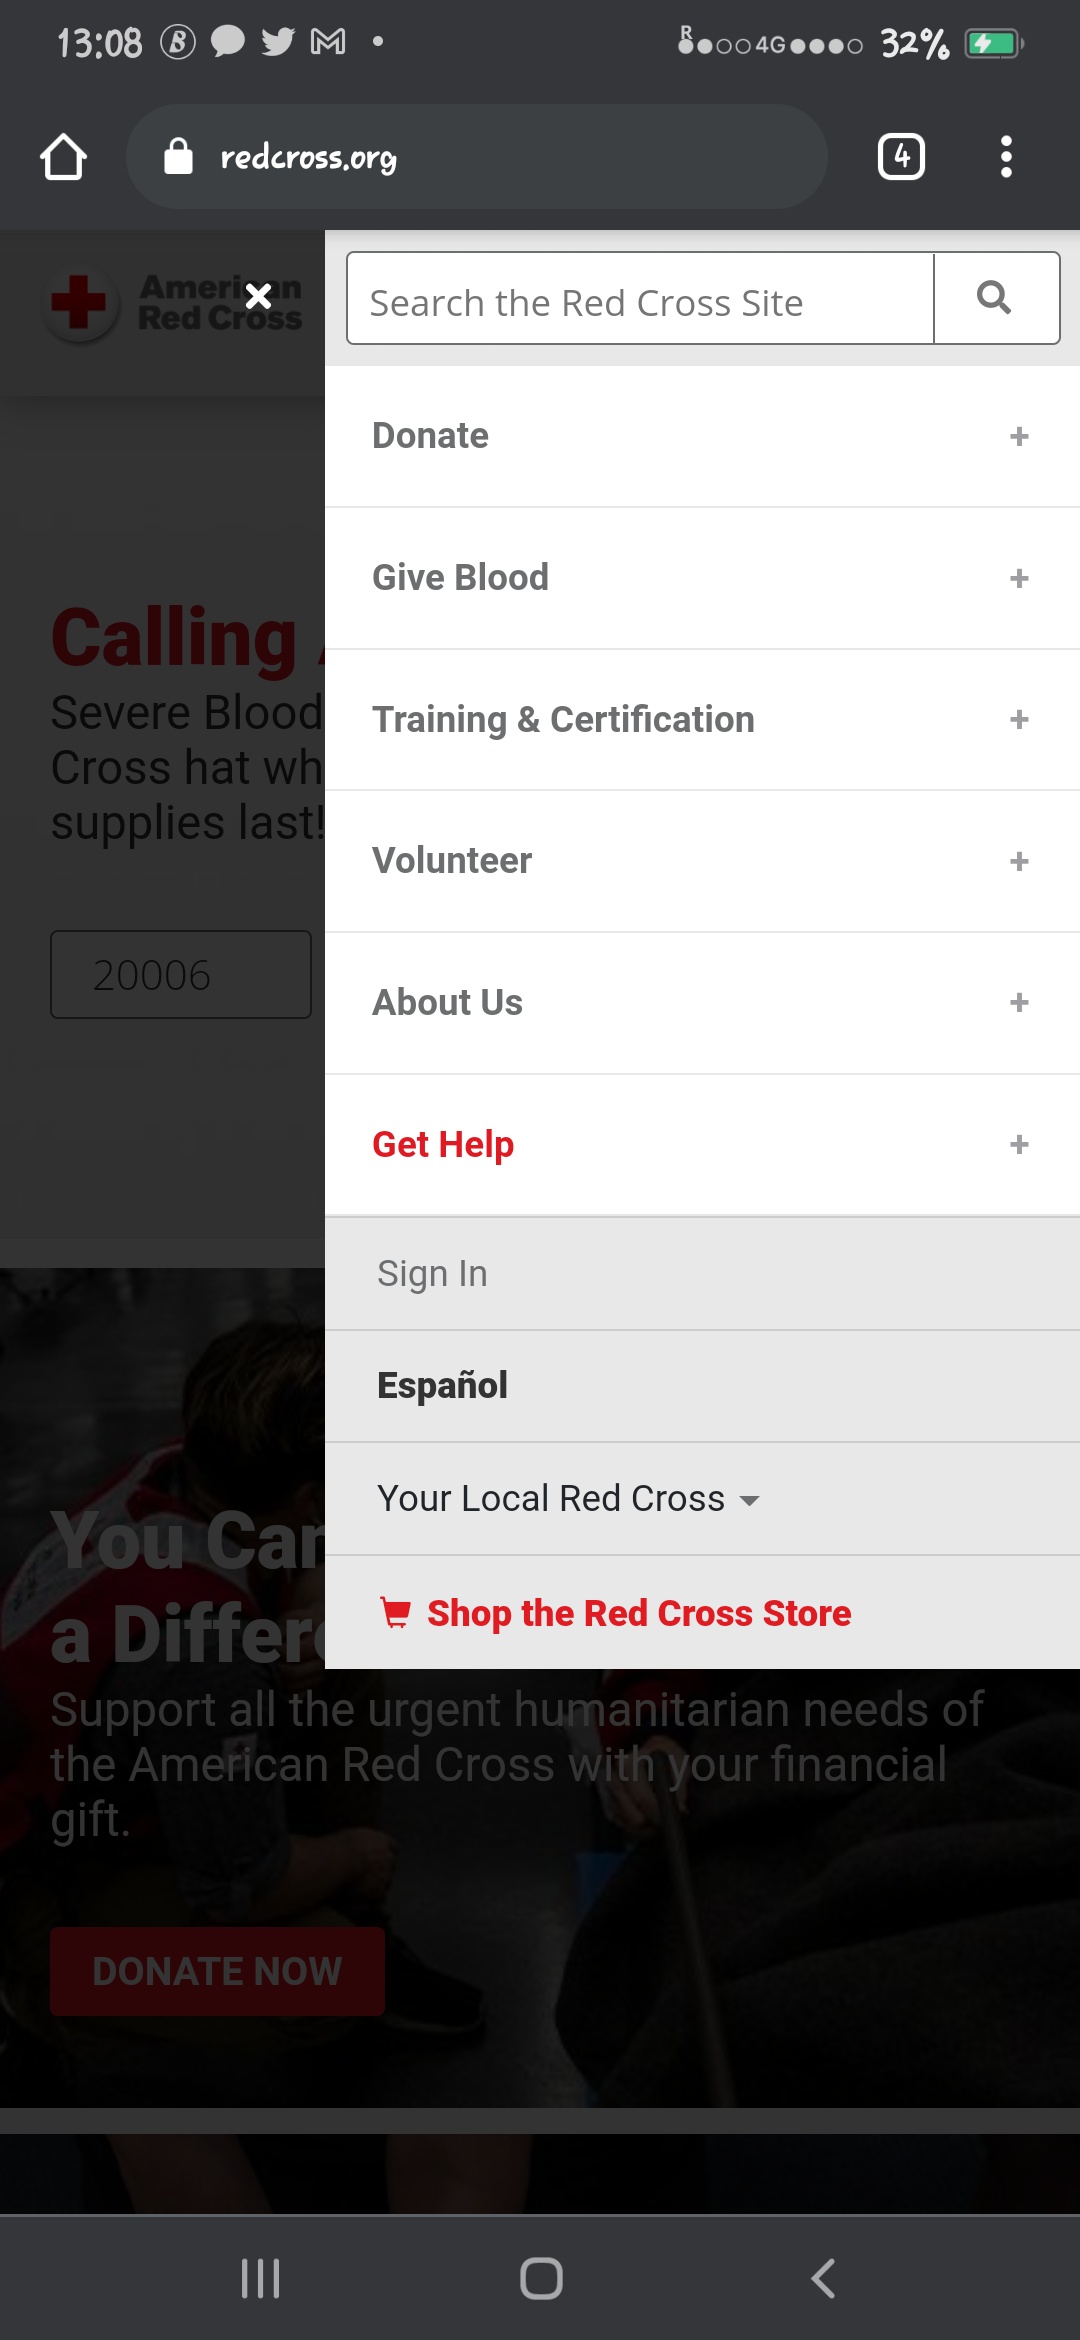 13:08
R
4G
32%
redcross.org
4
American
Red Cross
Search the Red Cross Site
Donate
Give Blood
Training & Certification
Volunteer
About Us
Get Help
Sign In
Español
Your Local Red Cross
Shop the Red Cross Store
Calling
Severe Blood
Cross hat wh
supplies last!
20006
You Can
a Differe
Support all the urgent humanitarian needs of
the American Red Cross with your financial
gift.
DONATE NOW